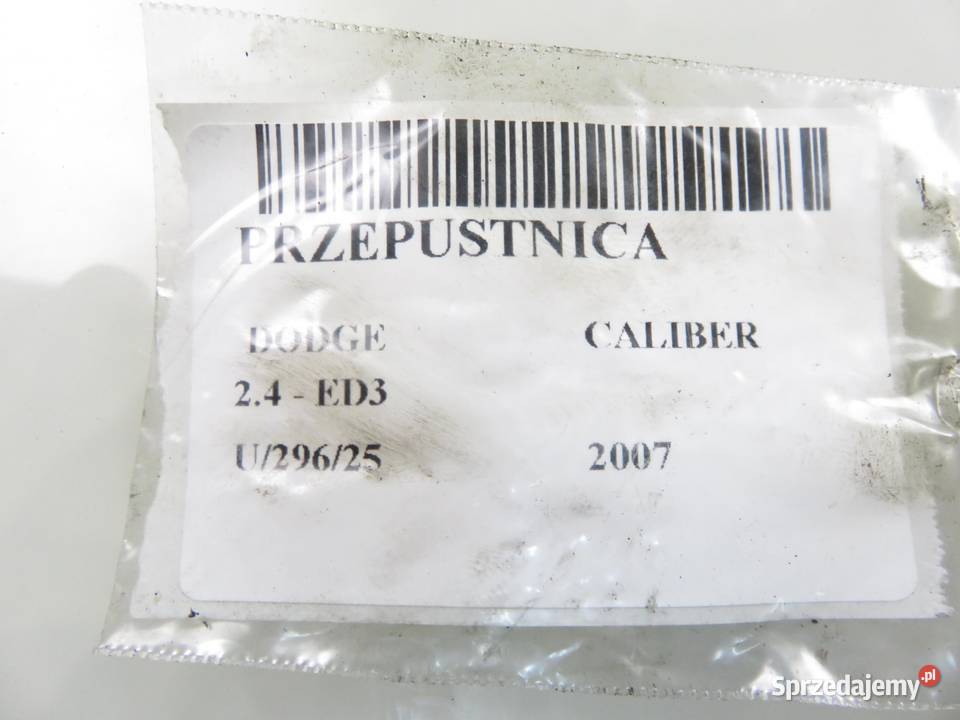 PRZEPUSTNICA
DODGE CALIBER
2.4 - ED3
U/296/25 2007
Sprzedajemy.pl